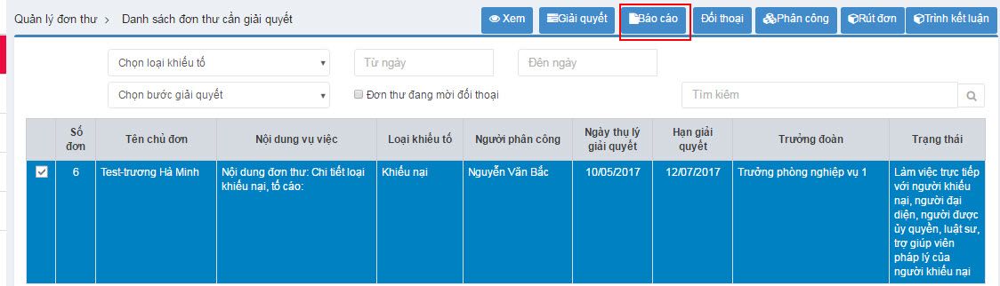 Quản lý đơn thư > Danh sách đơn thư cần giải quyết
Xem Giải quyết Báo cáo Đối thoại Phân công Rút đơn Trình kết luận
Chọn loại khiếu tố Từ ngày Đến ngày
Chọn bước giải quyết Đơn thư đang mời đối thoại Tìm kiếm
Số đơn
Tên chủ đơn
Nội dung vụ việc
Loại khiếu tố
Người phân công
Ngày thụ lý
giải quyết
Hạn giải
quyết
Trưởng đoàn
Trạng thái
6
Test-trương Hà Minh
Nội dung đơn thư: Chi tiết loại
khiếu nại, tố cáo:
Khiếu nại
Nguyễn Văn Bắc
10/05/2017
12/07/2017
Trưởng phòng nghiệp vụ 1
Làm việc trực tiếp
với người khiếu
nại, người đại
diện, người được
ủy quyền, luật sư,
trợ giúp viên
pháp lý của
người khiếu nại